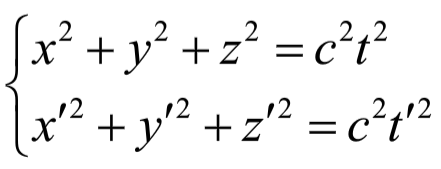 x² + y² + z² = c²t²
x′² + y′² + z′² = c²t′²